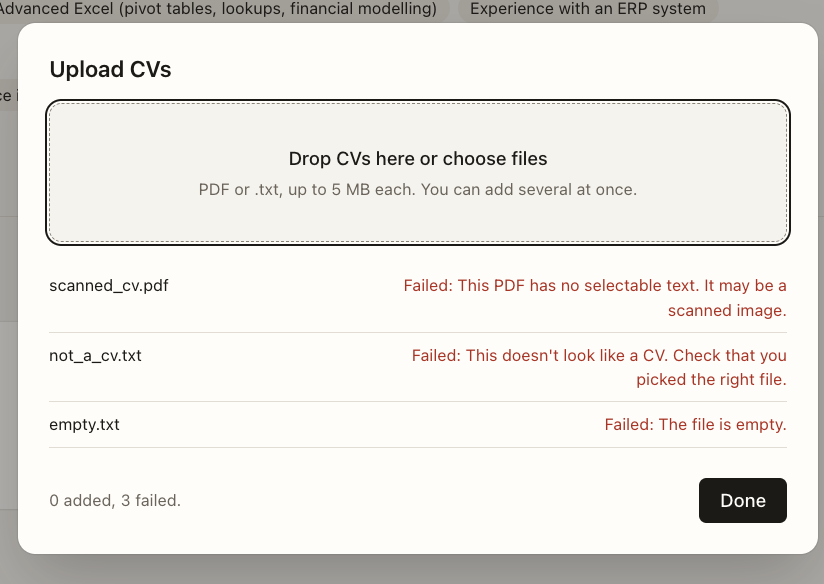 Advanced Excel (pivot tables, lookups, financial modelling)
Experience with an ERP system
Upload CVs
Drop CVs here or choose files
PDF or .txt, up to 5 MB each. You can add several at once.
scanned_cv.pdf
Failed: This PDF has no selectable text. It may be a
scanned image.
not_a_cv.txt
Failed: This doesn't look like a CV. Check that you
picked the right file.
empty.txt
Failed: The file is empty.
0 added, 3 failed.
Done